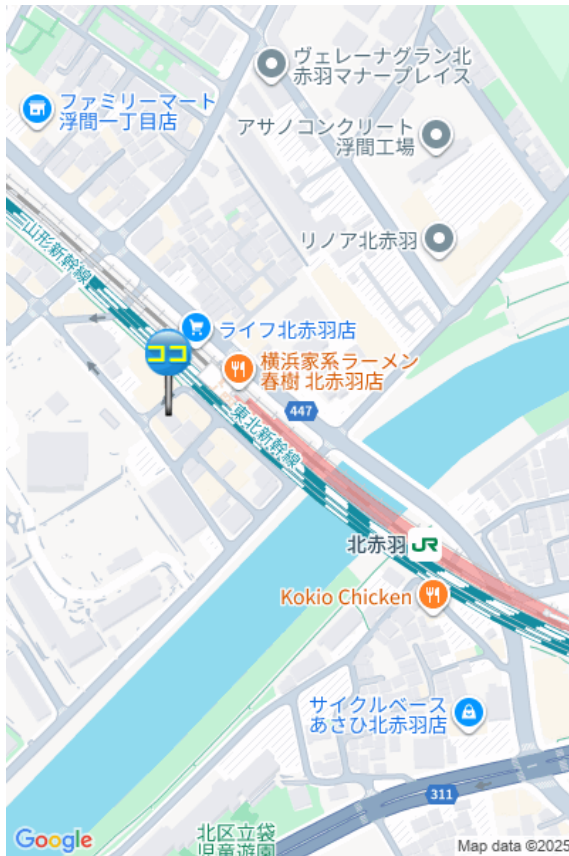 ヴェレーナグラン北
赤羽マナープレイス
ファミリーマート
浮間一丁目店
アサノコンクリート
浮間工場
リノア北赤羽
山形新幹線
ライフ北赤羽店
ココ
横浜家系ラーメン
春樹 北赤羽店
447
東北新幹線
北赤羽
JR
Kokio Chicken
サイクルベース
あさひ北赤羽店
311
北区立袋
児童遊園
Google
Map data ©2025